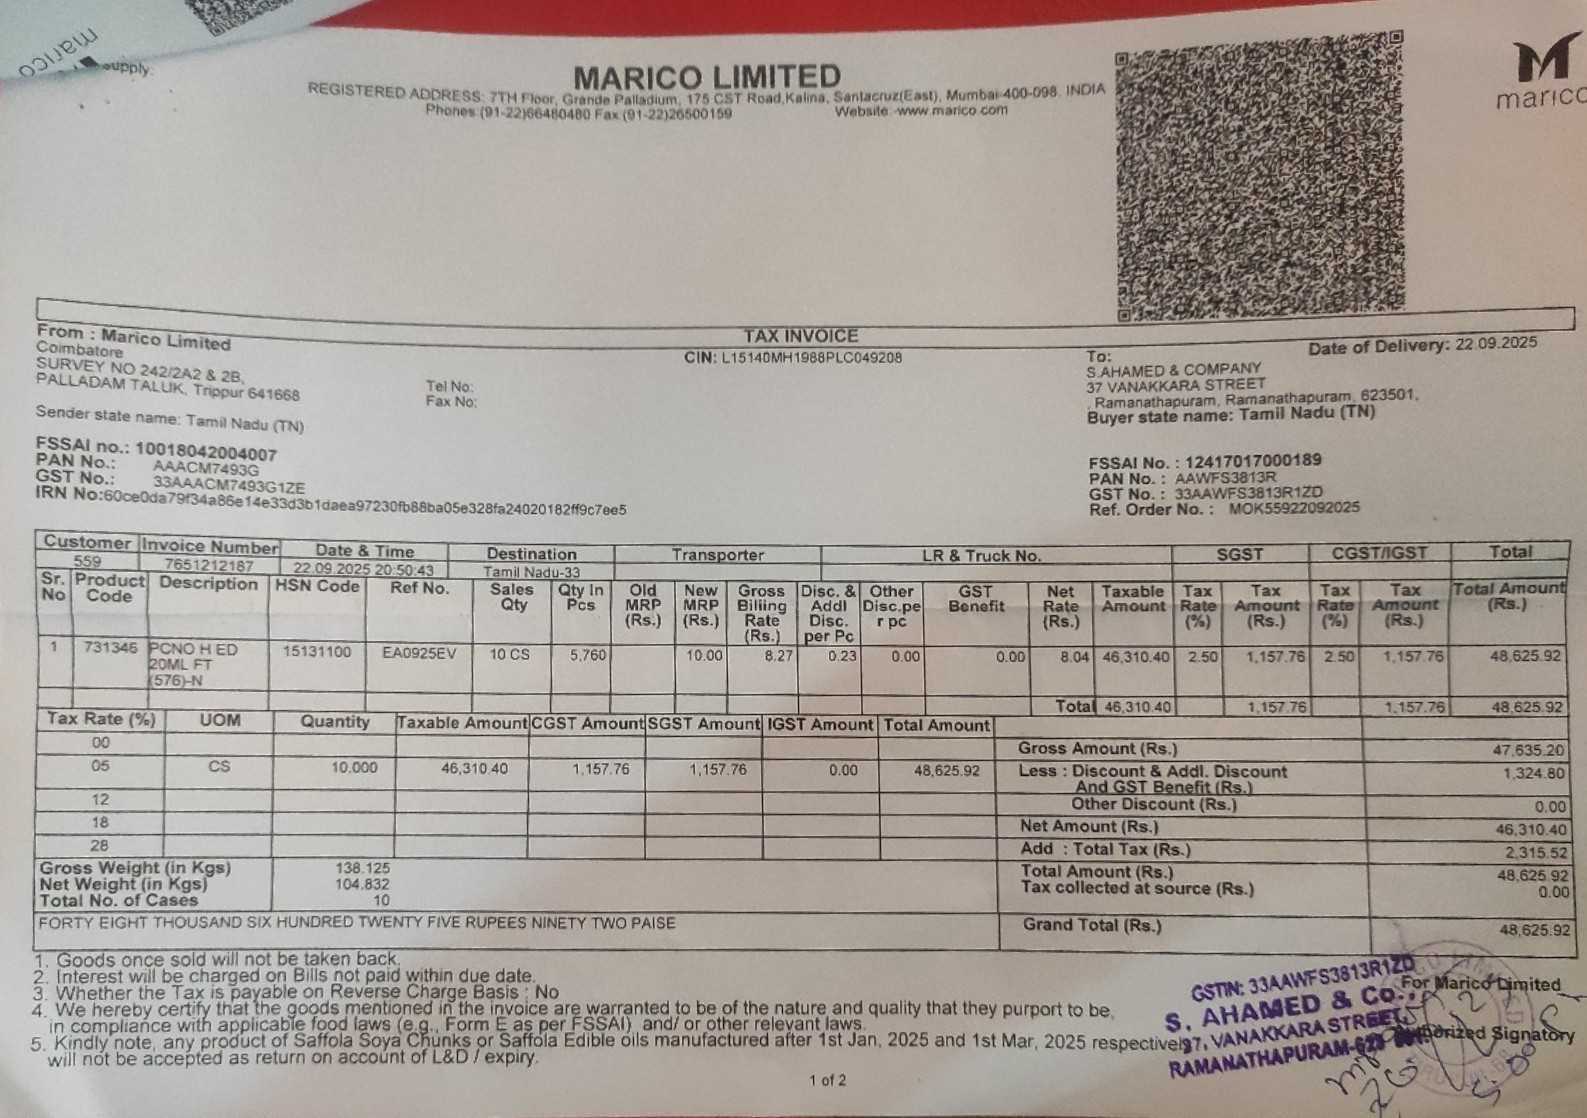 marico
supply.
MARICO LIMITED
REGISTERED ADDRESS: 7TH Floor, Grande Palladium, 175 CST Road,Kalina, Santacruz(East), Mumbai-400-098. INDIA
Phones:(91-22)66480480 Fax:(91-22)26500159 Website:-www.marico.com
marico
TAX INVOICE
CIN: L15140MH1988PLC049208
From : Marico Limited
Coimbatore
SURVEY NO 242/2A2 & 2B,
PALLADAM TALUK, Trippur 641668
Tel No:
Fax No:
Sender state name: Tamil Nadu (TN)
FSSAI no.: 10018042004007
PAN No.: AAACM7493G
GST No.: 33AAACM7493G1ZE
IRN No:60ce0da79f34a86e14e33d3b1daea97230fb88ba05e328fa24020182ff9c7ee5
Date of Delivery: 22.09.2025
To:
S.AHAMED & COMPANY
37 VANAKKARA STREET
, Ramanathapuram, Ramanathapuram, 623501,
Buyer state name: Tamil Nadu (TN)
FSSAI No. : 12417017000189
PAN No. : AAWFS3813R
GST No. : 33AAWFS3813R1ZD
Ref. Order No. : MOK55922092025
Customer Invoice Number Date & Time Destination Transporter LR & Truck No. SGST CGST/IGST Total
559 7651212187 22.09.2025 20:50:43 Tamil Nadu-33
Sr. No Product Code Description HSN Code Ref No. Sales Qty Qty In Pcs Old MRP (Rs.) New MRP (Rs.) Gross Billing Rate (Rs.) Disc. & Addl Disc. per Pc Other Disc.pe r pc GST Benefit Net Rate (Rs.) Taxable Amount Tax Rate (%) Tax Amount (Rs.) Tax Rate (%) Tax Amount (Rs.) Total Amount (Rs.)
1 731346 PCNO H ED 20ML FT (576)-N 15131100 EA0925EV 10 CS 5,760 10.00 8.27 0.23 0.00 0.00 8.04 46,310.40 2.50 1,157.76 2.50 1,157.76 48,625.92
Total 46,310.40 1,157.76 1,157.76 48,625.92
Tax Rate (%) UOM Quantity Taxable Amount CGST Amount SGST Amount IGST Amount Total Amount
00
05 CS 10.000 46,310.40 1,157.76 1,157.76 0.00 48,625.92
12
18
28
Gross Amount (Rs.) 47,635.20
Less : Discount & Addl. Discount
And GST Benefit (Rs.) 1,324.80
Other Discount (Rs.) 0.00
Net Amount (Rs.) 46,310.40
Add : Total Tax (Rs.) 2,315.52
Total Amount (Rs.) 48,625.92
Tax collected at source (Rs.) 0.00
Gross Weight (in Kgs) 138.125
Net Weight (in Kgs) 104.832
Total No. of Cases 10
FORTY EIGHT THOUSAND SIX HUNDRED TWENTY FIVE RUPEES NINETY TWO PAISE
Grand Total (Rs.) 48,625.92
1. Goods once sold will not be taken back.
2. Interest will be charged on Bills not paid within due date.
3. Whether the Tax is payable on Reverse Charge Basis : No
4. We hereby certify that the goods mentioned in the invoice are warranted to be of the nature and quality that they purport to be,
in compliance with applicable food laws (e.g., Form E as per FSSAI) and/ or other relevant laws.
5. Kindly note, any product of Saffola Soya Chunks or Saffola Edible oils manufactured after 1st Jan, 2025 and 1st Mar, 2025 respectively
will not be accepted as return on account of L&D / expiry.
For Marico Limited
Authorized Signatory
GSTIN: 33AAWFS3813R1ZD
S. AHAMED & Co.,
37, VANAKKARA STREET,
RAMANATHAPURAM-623
1 of 2